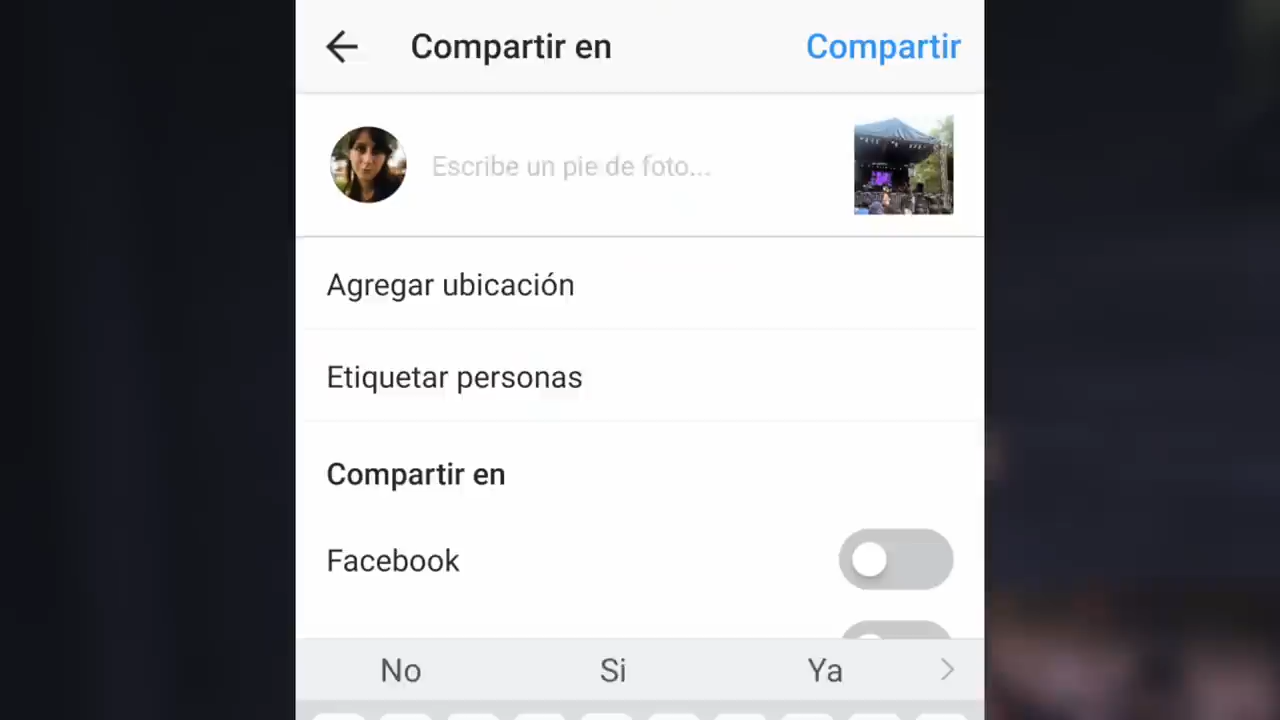 Compartir en Compartir
Escribe un pie de foto...
Agregar ubicación
Etiquetar personas
Compartir en
Facebook
No Si Ya